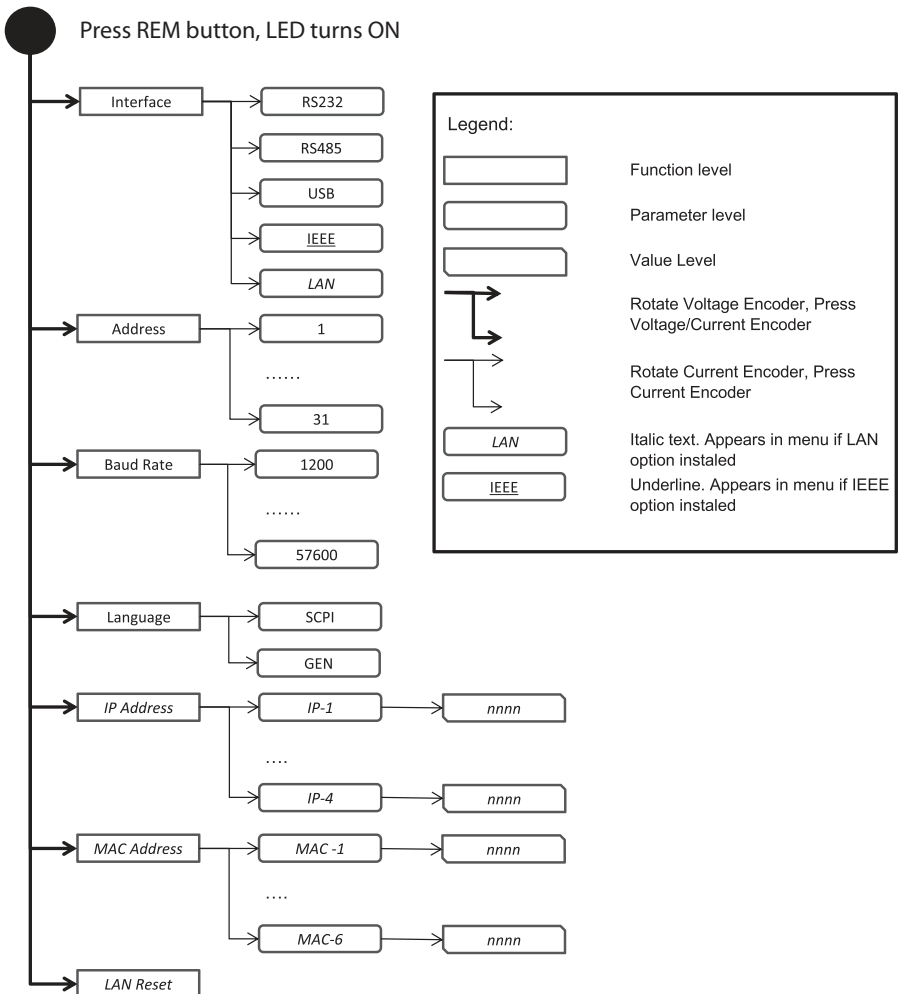 Press REM button, LED turns ON
Interface
RS232
RS485
USB
IEEE
LAN
Address
1
......
31
Baud Rate
1200
......
57600
Language
SCPI
GEN
IP Address
IP-1
nnnn
....
IP-4
nnnn
MAC Address
MAC -1
nnnn
....
MAC-6
nnnn
LAN Reset
Legend:
Function level
Parameter level
Value Level
Rotate Voltage Encoder, Press
Voltage/Current Encoder
Rotate Current Encoder, Press
Current Encoder
LAN
Italic text. Appears in menu if LAN
option instaled
IEEE
Underline. Appears in menu if IEEE
option instaled